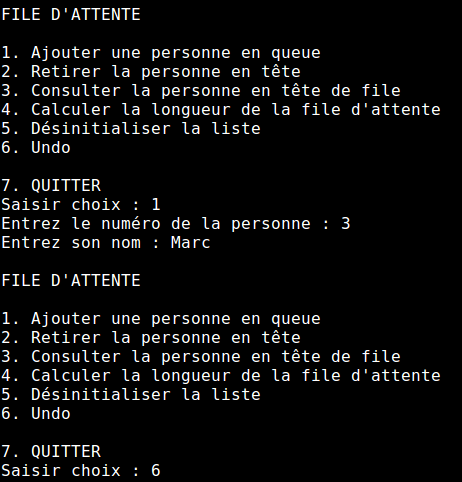 FILE D'ATTENTE
1. Ajouter une personne en queue
2. Retirer la personne en tête
3. Consulter la personne en tête de file
4. Calculer la longueur de la file d'attente
5. Désinitialiser la liste
6. Undo
7. QUITTER
Saisir choix : 1
Entrez le numéro de la personne : 3
Entrez son nom : Marc
FILE D'ATTENTE
1. Ajouter une personne en queue
2. Retirer la personne en tête
3. Consulter la personne en tête de file
4. Calculer la longueur de la file d'attente
5. Désinitialiser la liste
6. Undo
7. QUITTER
Saisir choix : 6